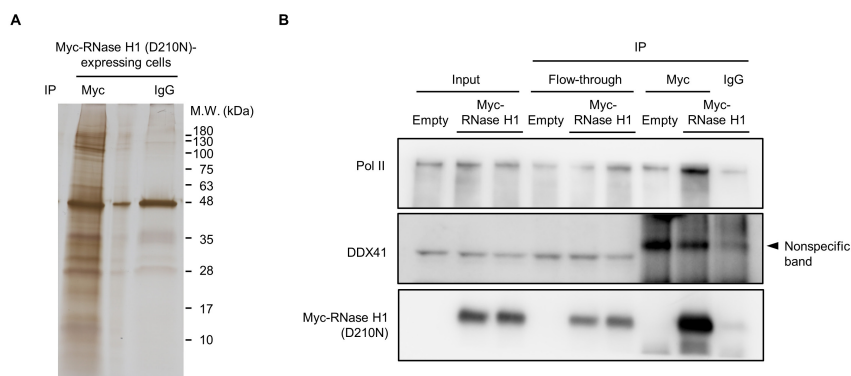 A
Myc-RNase H1 (D210N)-
expressing cells
IP
Myc
IgG
M.W. (kDa)
180
130
100
75
63
48
35
28
17
10
B
IP
Input
Flow-through
Myc
IgG
Empty
Myc-
RNase H1
Empty
Myc-
RNase H1
Empty
Myc-
RNase H1
Pol II
DDX41
Nonspecific
band
Myc-RNase H1
(D210N)